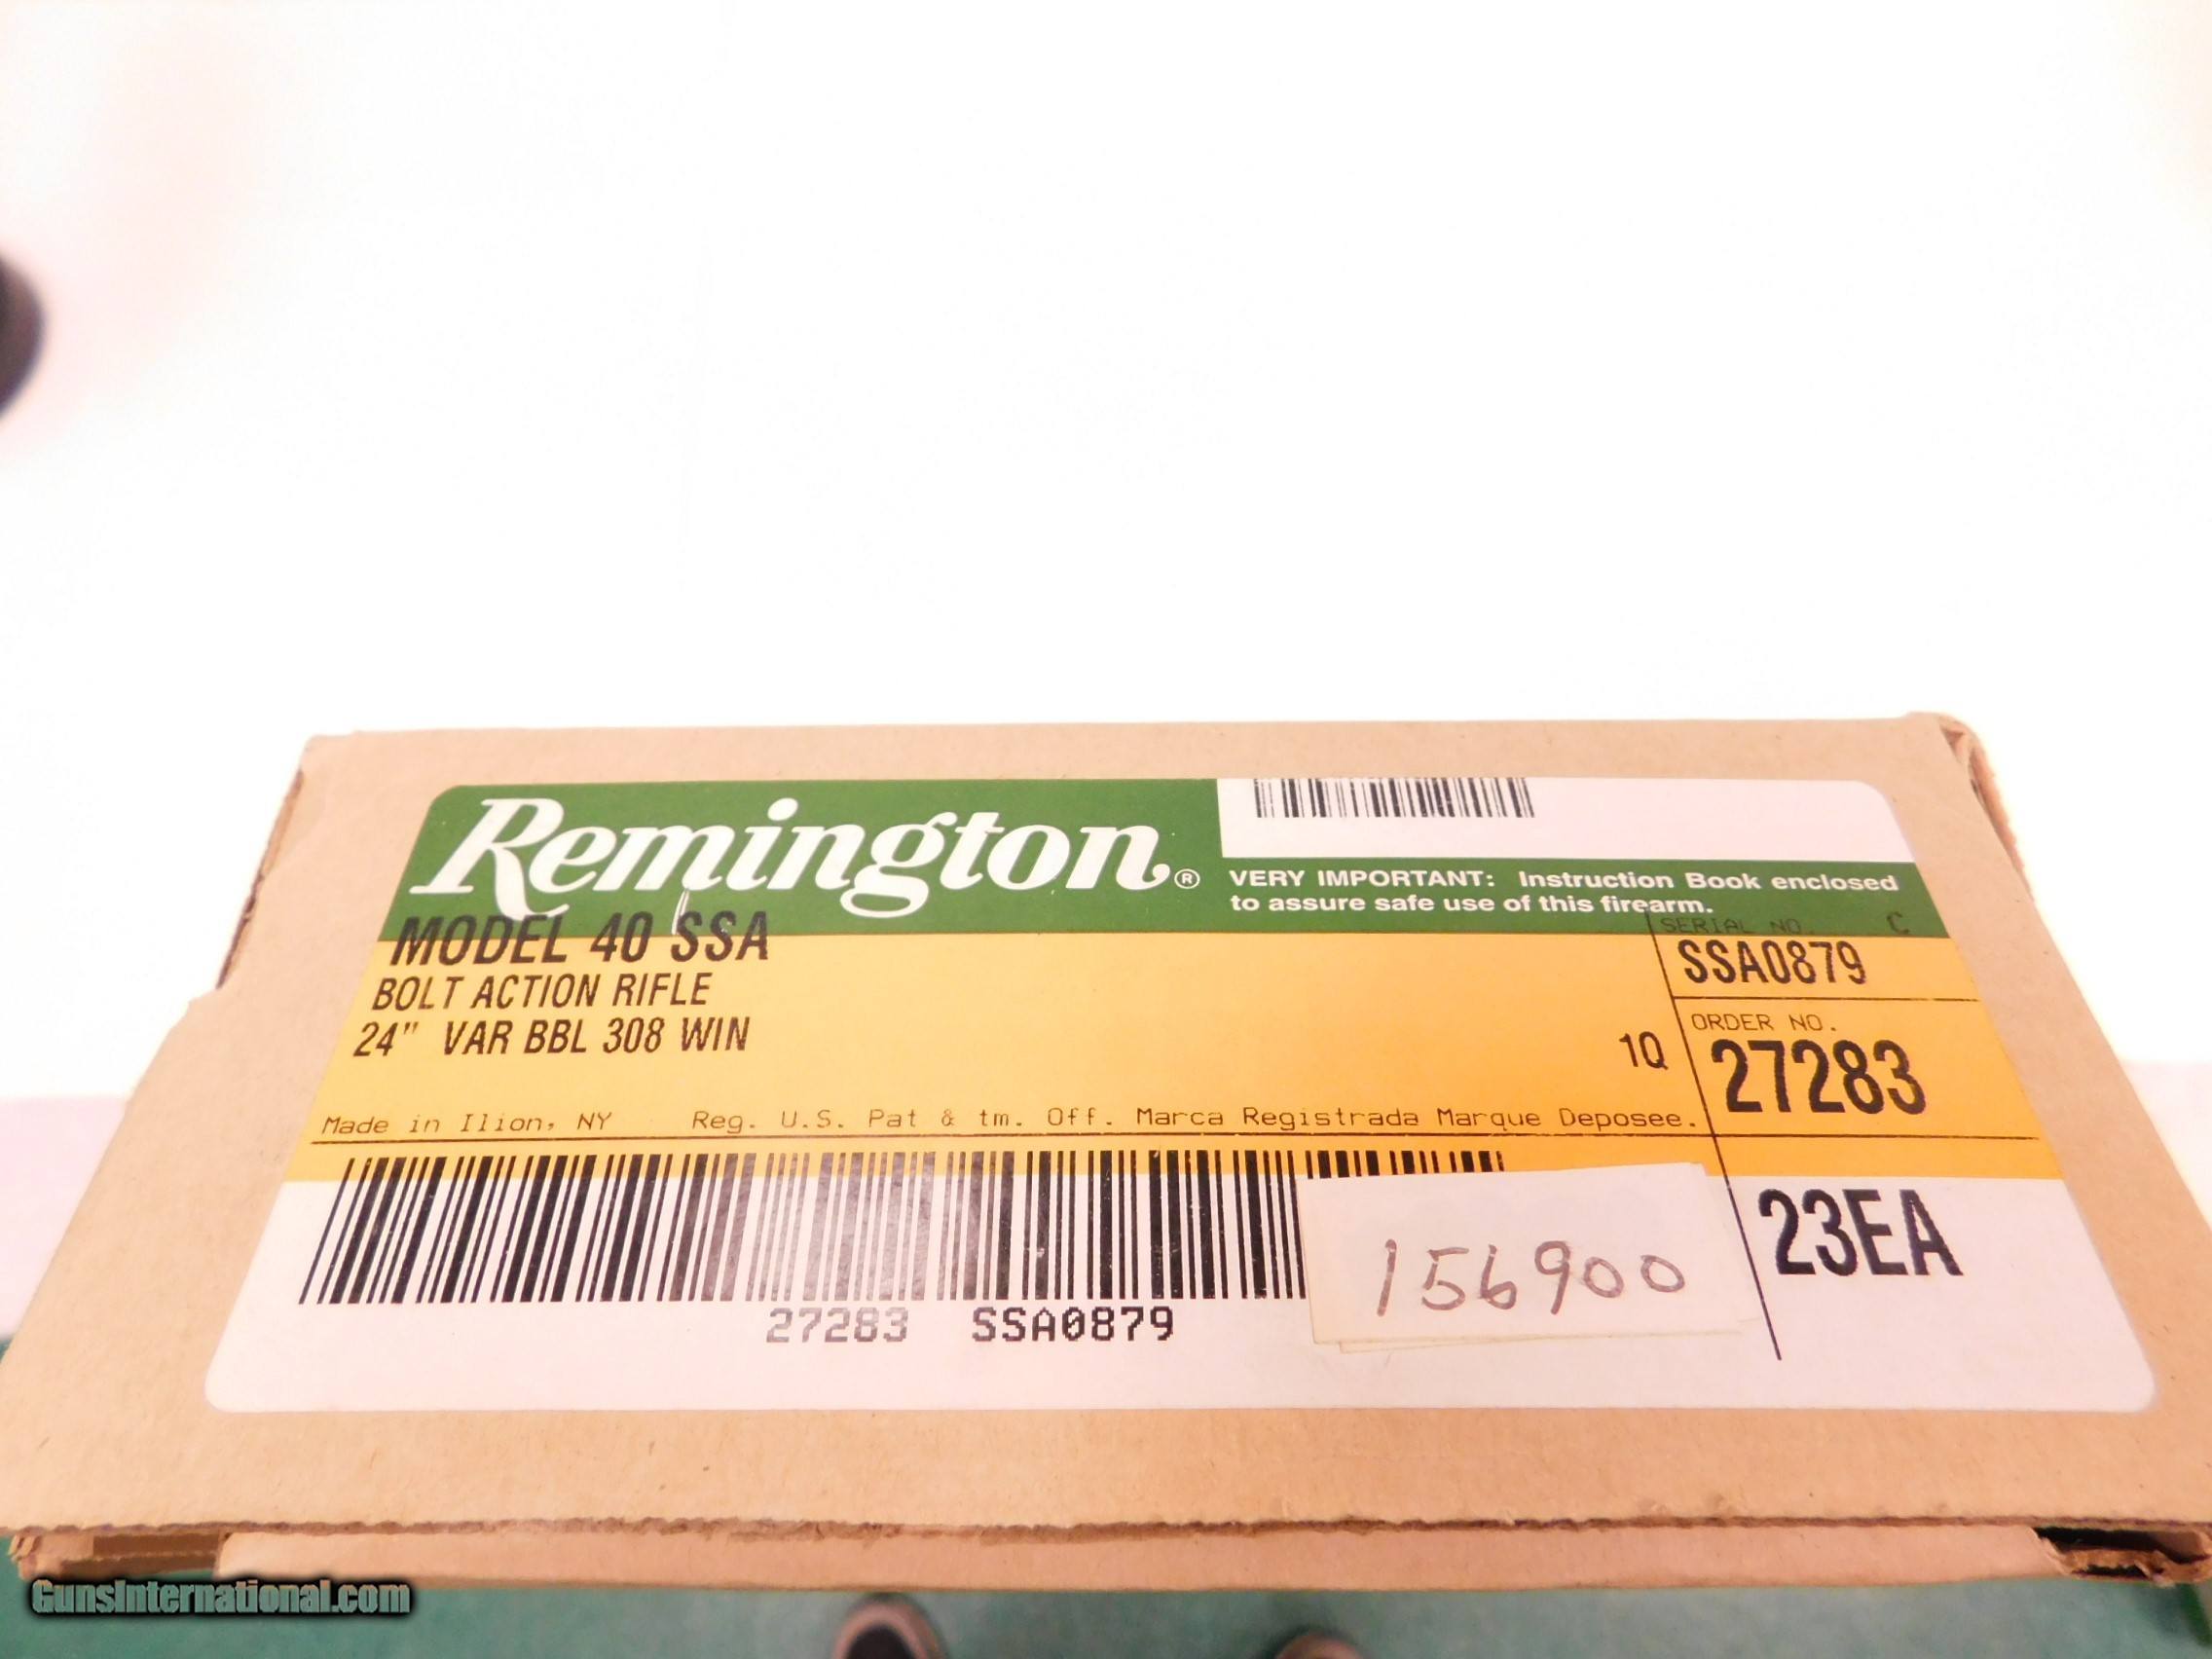 Remington®
VERY IMPORTANT: Instruction Book enclosed
to assure safe use of this firearm.
MODEL 40 SSA
BOLT ACTION RIFLE
24" VAR BBL 308 WIN
1Q
SERIAL NO. C
SSA0879
ORDER NO.
27283
Made in Ilion, NY Reg. U.S. Pat & tm. Off. Marca Registrada Marque Deposee.
23EA
156900
27283 SSA0879
GunsInternational.com